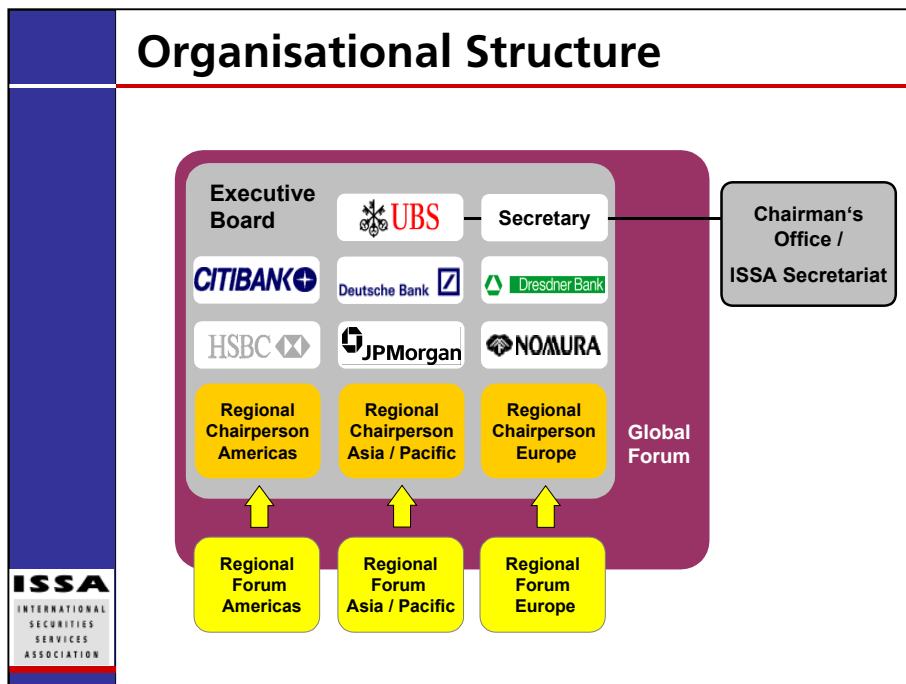 Organisational Structure
Executive
Board
UBS
Secretary
Chairman‘s
Office /
ISSA Secretariat
CITIBANK
Deutsche Bank
Dresdner Bank
HSBC
JPMorgan
NOMURA
Regional
Chairperson
Americas
Regional
Chairperson
Asia / Pacific
Regional
Chairperson
Europe
Global
Forum
Regional
Forum
Americas
Regional
Forum
Asia / Pacific
Regional
Forum
Europe
ISSA
INTERNATIONAL
SECURITIES
SERVICES
ASSOCIATION